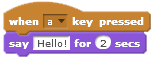 when a key pressed
say Hello! for 2 secs